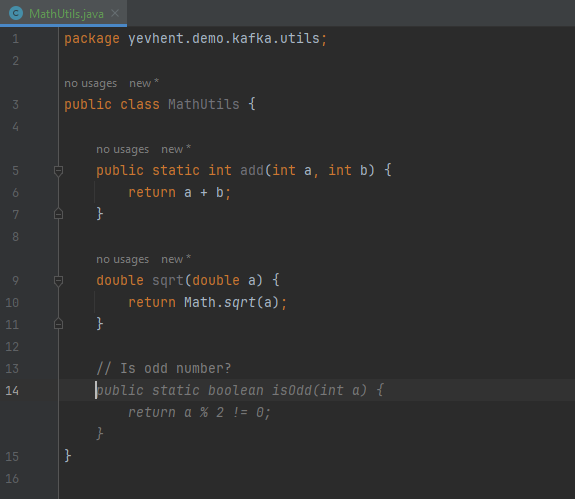 MathUtils.java
1 package yevhent.demo.kafka.utils;
2
no usages new *
3 public class MathUtils {
4
no usages new *
5 public static int add(int a, int b) {
6 return a + b;
7 }
8
no usages new *
9 double sqrt(double a) {
10 return Math.sqrt(a);
11 }
12
13 // Is odd number?
14 public static boolean isOdd(int a) {
return a % 2 != 0;
}
15 }
16